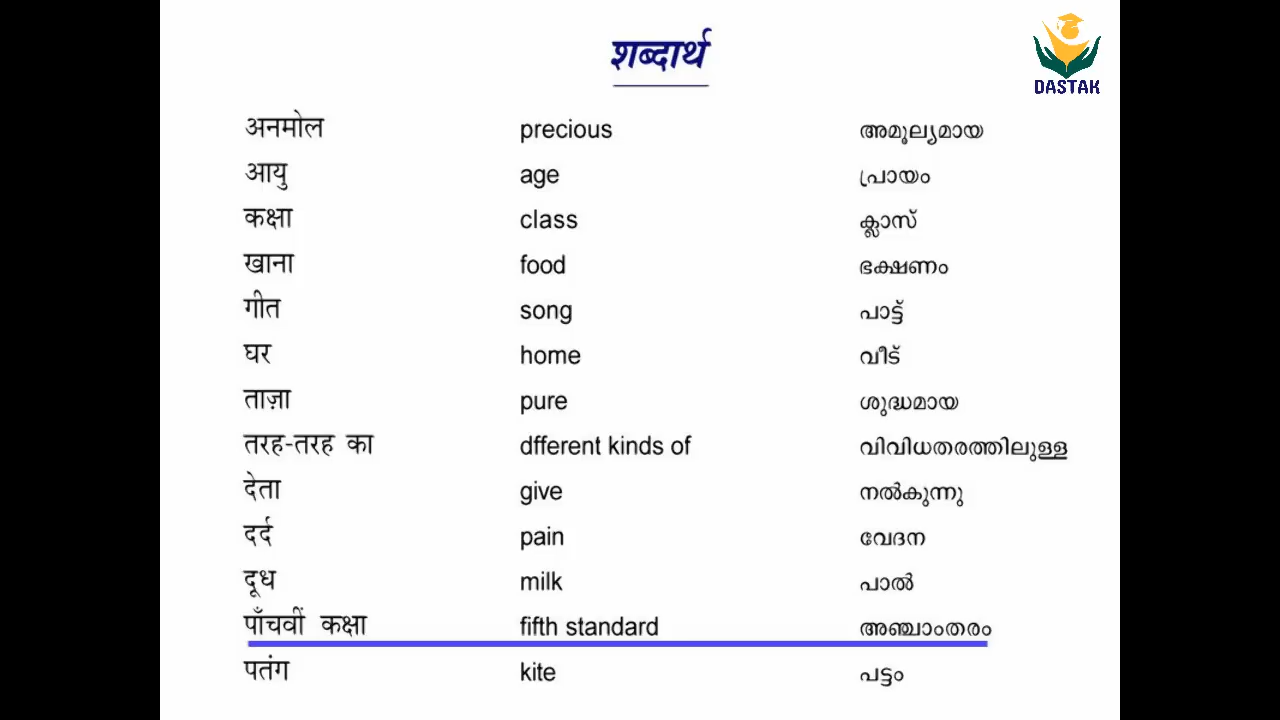 शब्दार्थ
DASTAK
अनमोल precious അമൂല്യമായ
आयु age പ്രായം
कक्षा class ക്ലാസ്
खाना food ഭക്ഷണം
गीत song പാട്ട്
घर home വീട്
ताज़ा pure ശുദ്ധമായ
तरह-तरह का dfferent kinds of വിവിധതരത്തിലുള്ള
देता give നൽകുന്നു
दर्द pain വേദന
दूध milk പാൽ
पाँचवीं कक्षा fifth standard അഞ്ചാംതരം
पतंग kite പട്ടം